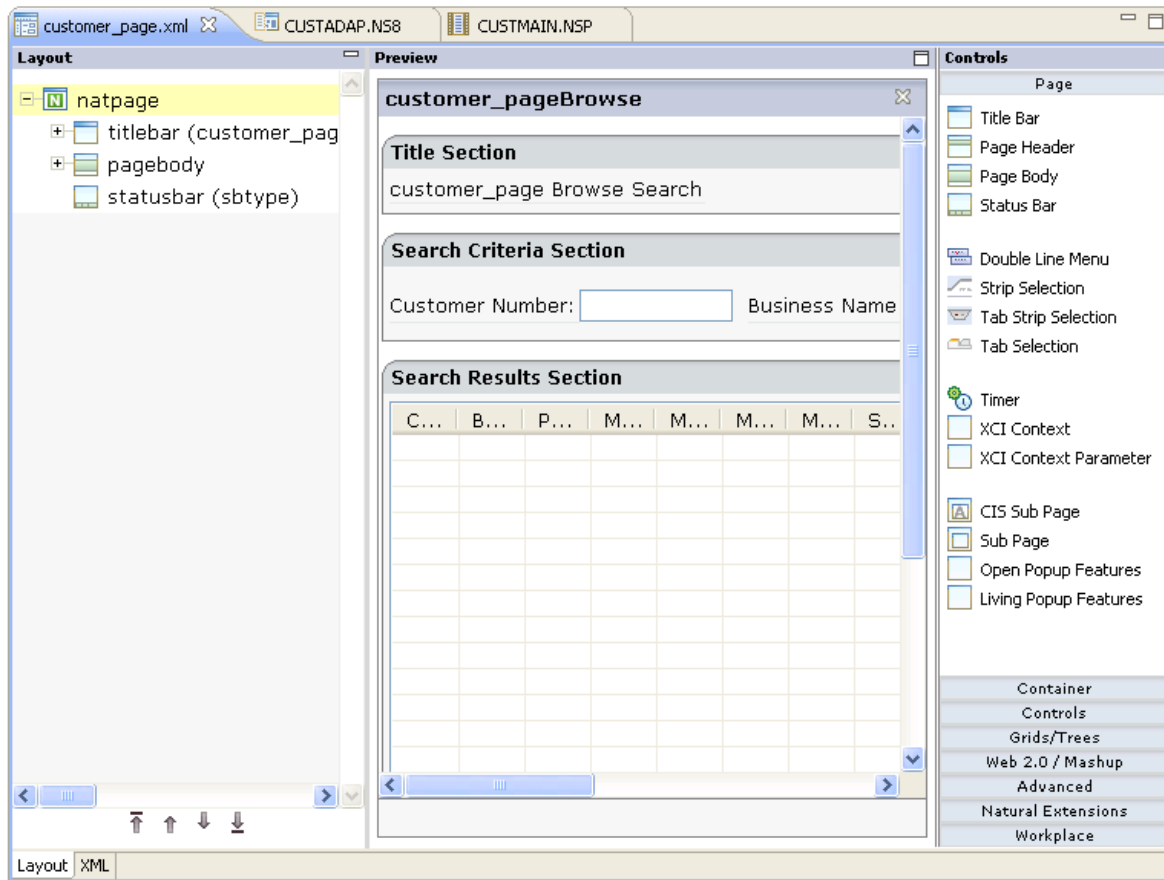 customer_page.xml
CUSTADAP.NS8
CUSTMAIN.NSP
Layout
natpage
titlebar (customer_pag
pagebody
statusbar (sbtype)
Preview
customer_pageBrowse
Title Section
customer_page Browse Search
Search Criteria Section
Customer Number:
Business Name
Search Results Section
C... B... P... M... M... M... M... S..
Controls
Page
Title Bar
Page Header
Page Body
Status Bar
Double Line Menu
Strip Selection
Tab Strip Selection
Tab Selection
Timer
XCI Context
XCI Context Parameter
CIS Sub Page
Sub Page
Open Popup Features
Living Popup Features
Container
Controls
Grids/Trees
Web 2.0 / Mashup
Advanced
Natural Extensions
Workplace
Layout
XML